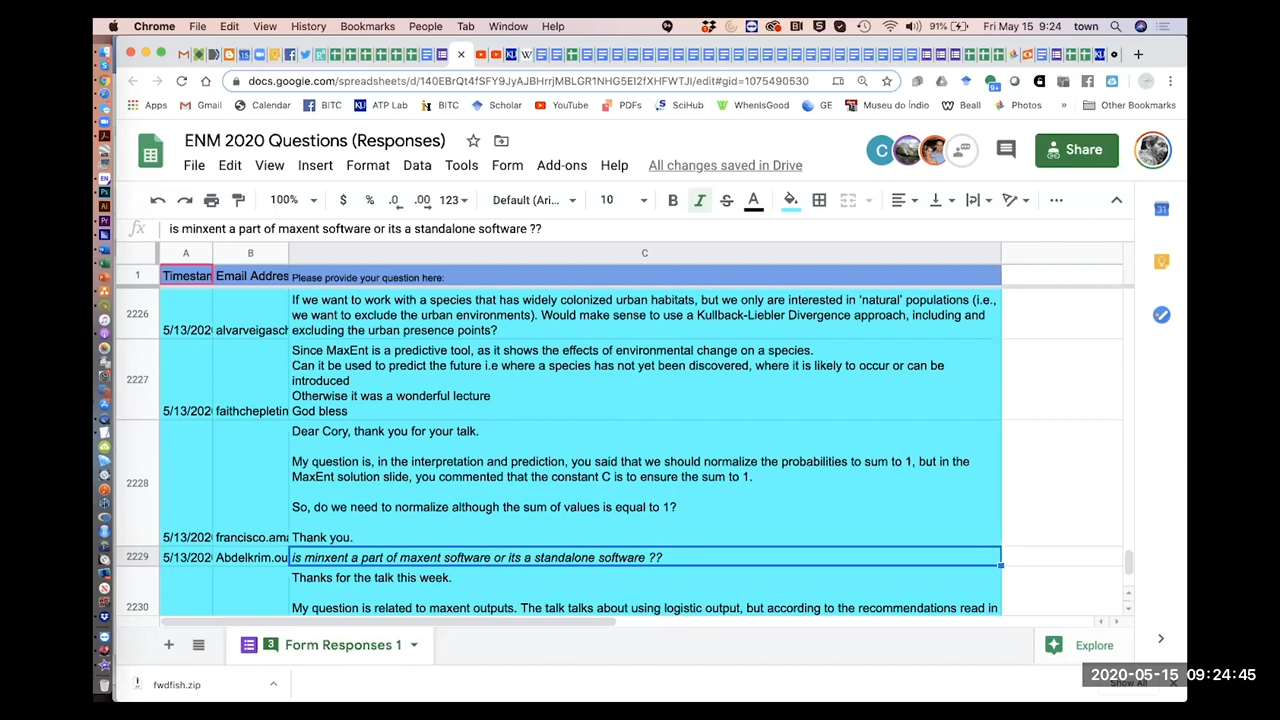 Chrome File Edit View History Bookmarks People Tab Window Help
91% Fri May 15 9:24 town
docs.google.com/spreadsheets/d/140EBrQt4fSFY9JyAJBHrrjMBLGR1NHG5EI2fXHFWTJI/edit#gid=1075490530
Apps Gmail Calendar BITC ATP Lab BITC Scholar YouTube PDFs SciHub WhenIsGood GE Museu do Índio Beall Photos » Other Bookmarks
ENM 2020 Questions (Responses)
File Edit View Insert Format Data Tools Form Add-ons Help All changes saved in Drive
Share
100% $ % .0 .00 123 Default (Ari... 10 B I S A
fx is minxent a part of maxent software or its a standalone software ??
A B C
1 Timestan Email Addres Please provide your question here:
If we want to work with a species that has widely colonized urban habitats, but we only are interested in 'natural' populations (i.e.,
2226 we want to exclude the urban environments). Would make sense to use a Kullback-Liebler Divergence approach, including and
5/13/202 alvarveigasch excluding the urban presence points?
Since MaxEnt is a predictive tool, as it shows the effects of environmental change on a species.
Can it be used to predict the future i.e where a species has not yet been discovered, where it is likely to occur or can be
2227 introduced
Otherwise it was a wonderful lecture
5/13/202 faithchepletin God bless
Dear Cory, thank you for your talk.
My question is, in the interpretation and prediction, you said that we should normalize the probabilities to sum to 1, but in the
2228 MaxEnt solution slide, you commented that the constant C is to ensure the sum to 1.
So, do we need to normalize although the sum of values is equal to 1?
5/13/202 francisco.ama Thank you.
2229 5/13/202 Abdelkrim.ou is minxent a part of maxent software or its a standalone software ??
Thanks for the talk this week.
2230 My question is related to maxent outputs. The talk talks about using logistic output, but according to the recommendations read in
3 Form Responses 1 Explore
fwdfish.zip
2020-05-15 09:24:45